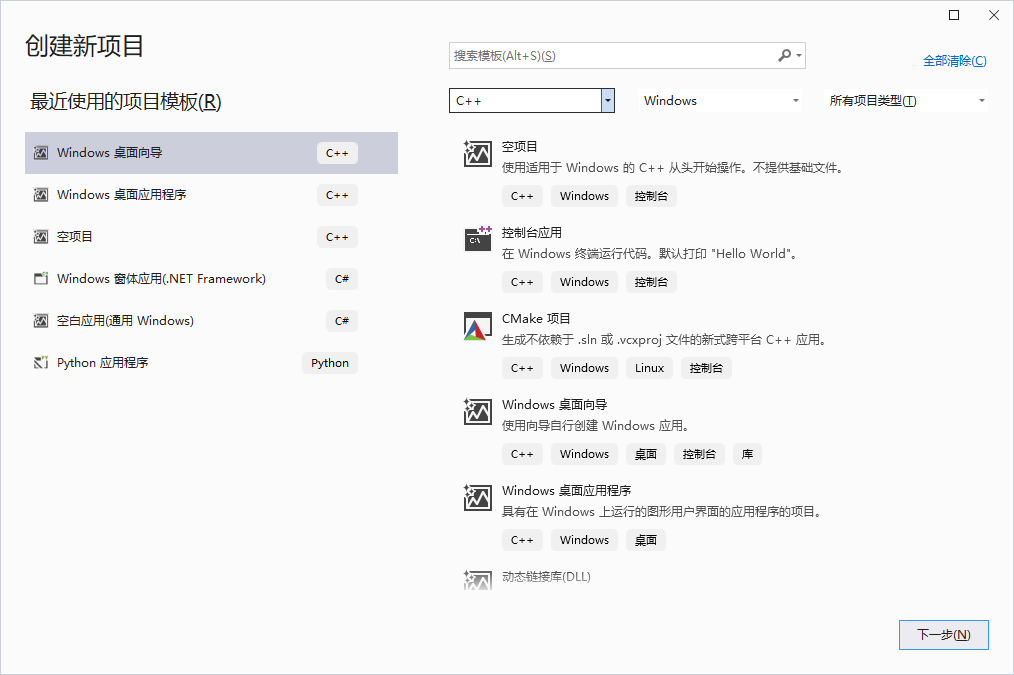 创建新项目
搜索模板(Alt+S)(S)
全部清除(C)
最近使用的项目模板(R)
C++
Windows
所有项目类型(T)
Windows 桌面向导 C++
Windows 桌面应用程序 C++
空项目 C++
Windows 窗体应用(.NET Framework) C#
空白应用(通用 Windows) C#
Python 应用程序 Python
空项目
使用适用于 Windows 的 C++ 从头开始操作。不提供基础文件。
C++ Windows 控制台
控制台应用
在 Windows 终端运行代码。默认打印 "Hello World"。
C++ Windows 控制台
CMake 项目
生成不依赖于 .sln 或 .vcxproj 文件的新式跨平台 C++ 应用。
C++ Windows Linux 控制台
Windows 桌面向导
使用向导自行创建 Windows 应用。
C++ Windows 桌面 控制台 库
Windows 桌面应用程序
具有在 Windows 上运行的图形用户界面的应用程序的项目。
C++ Windows 桌面
动态链接库(DLL)
下一步(N)